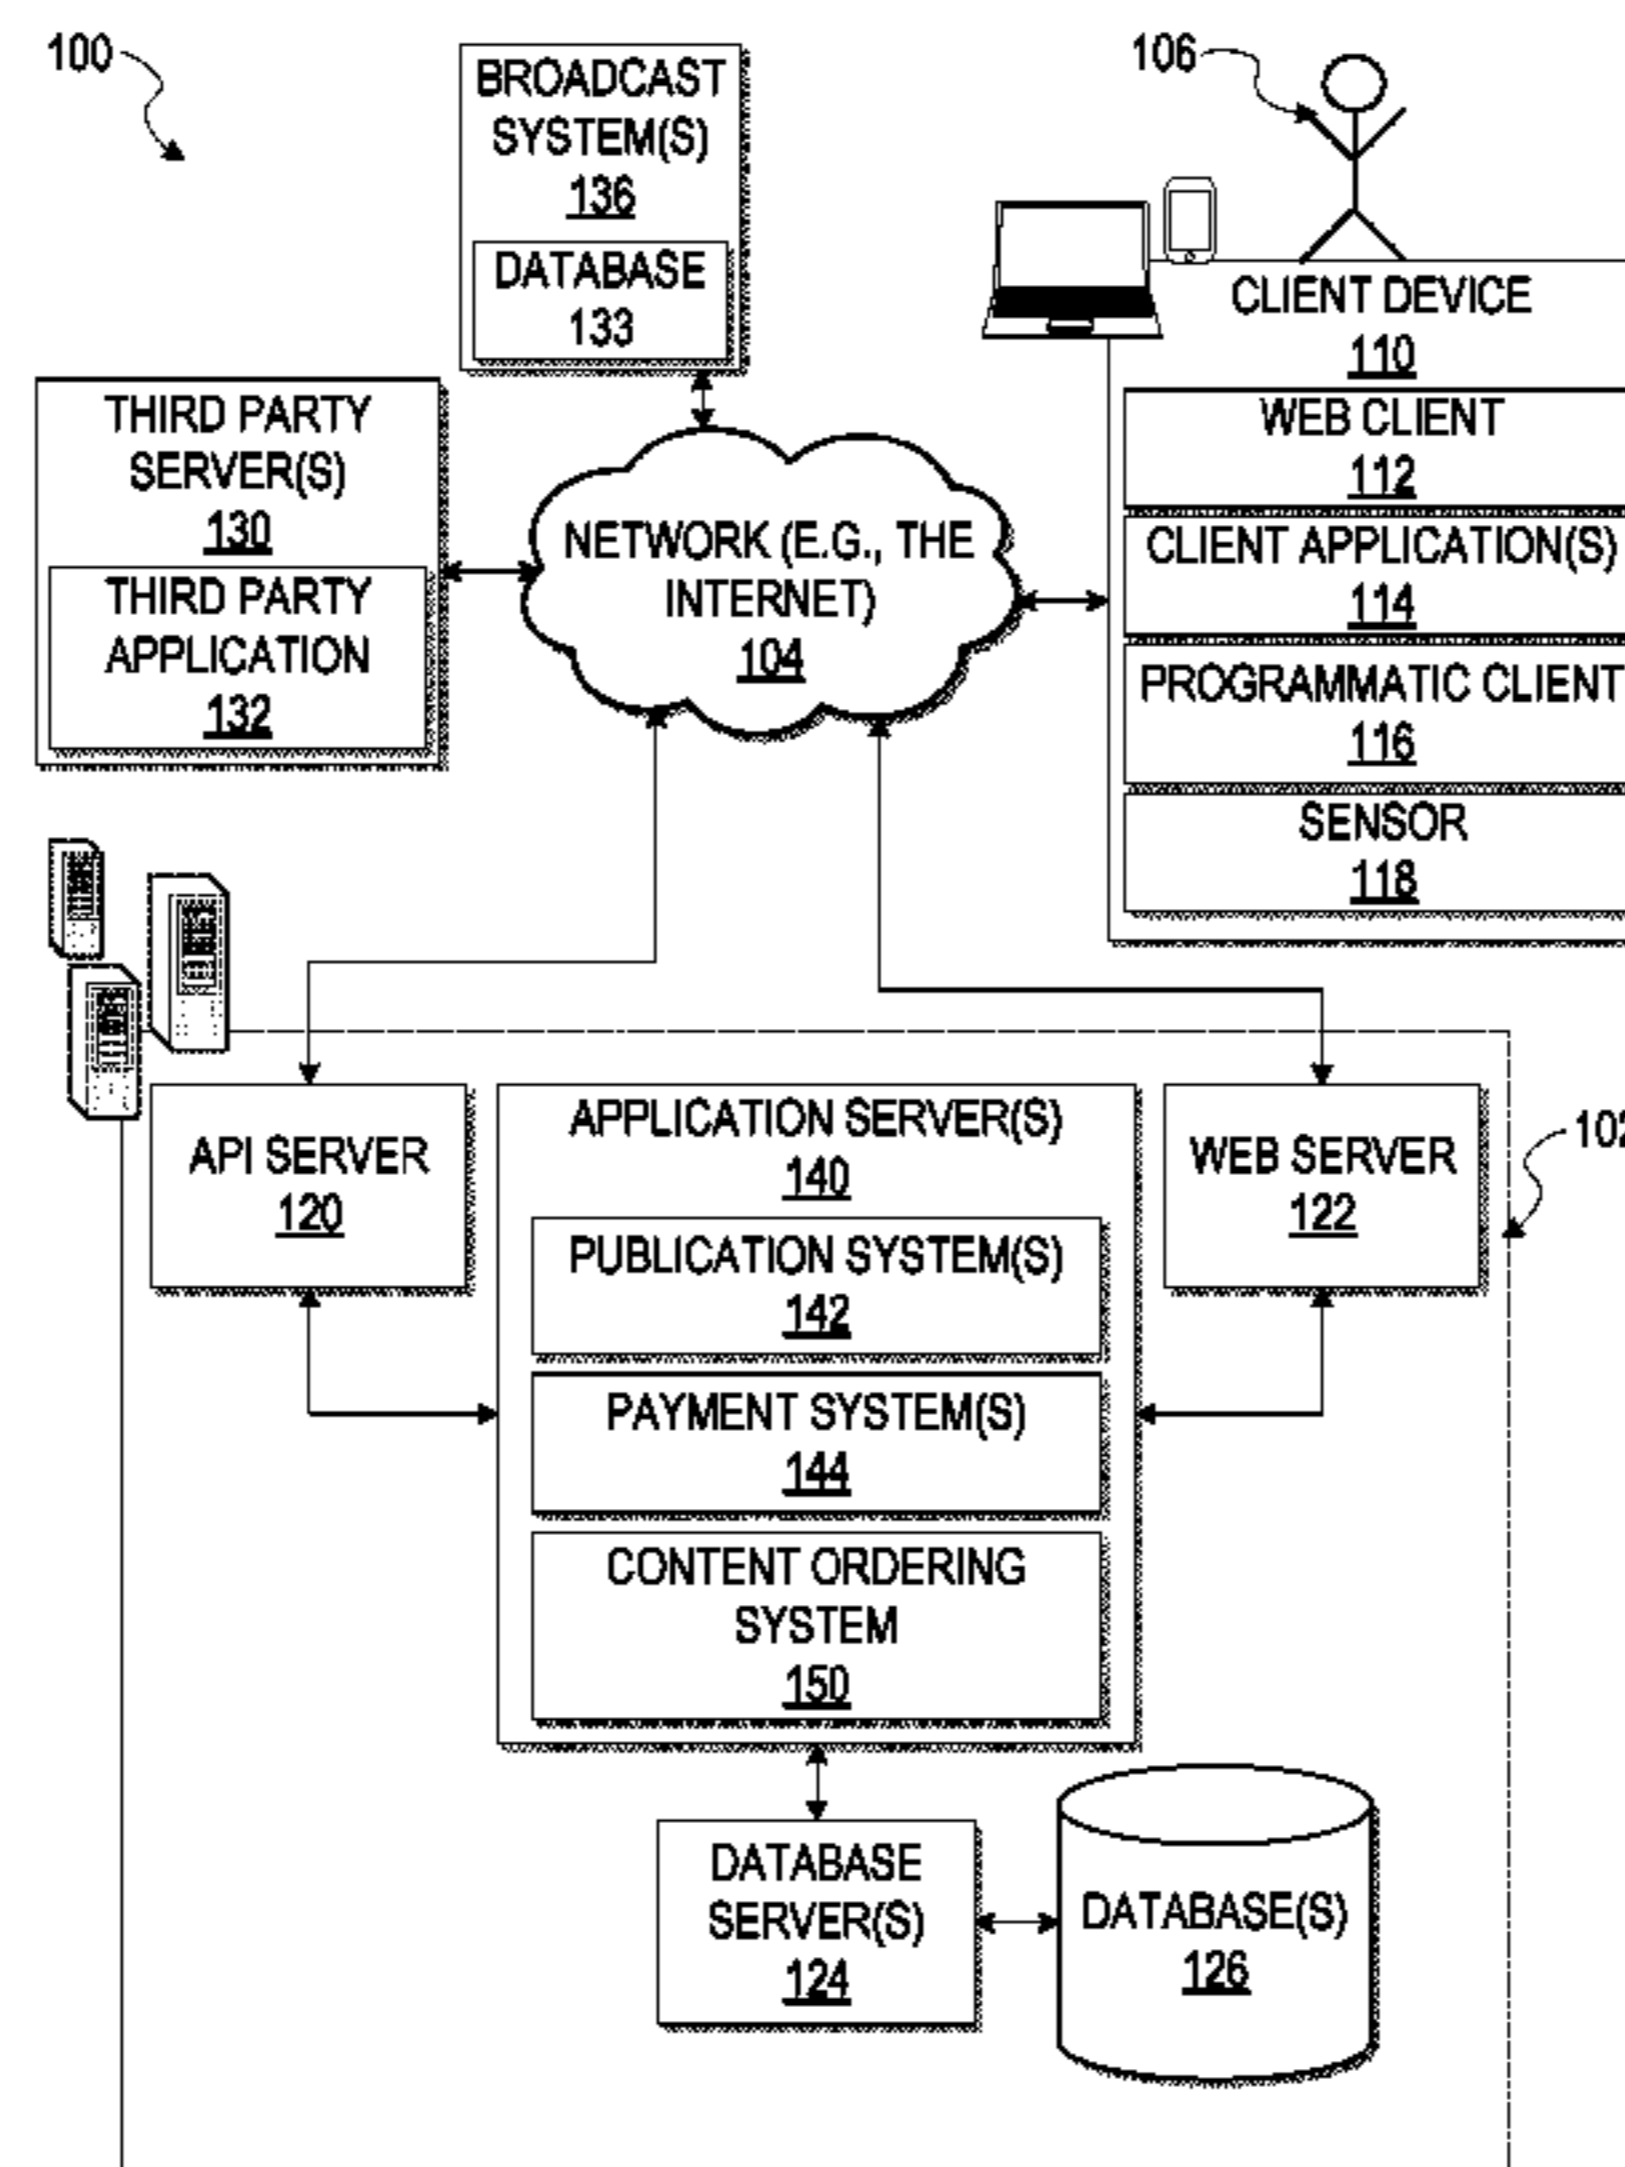 100
BROADCAST
SYSTEM(S)
136
DATABASE
133
106
CLIENT DEVICE
110
WEB CLIENT
112
CLIENT APPLICATION(S)
114
PROGRAMMATIC CLIENT
116
SENSOR
118
THIRD PARTY
SERVER(S)
130
THIRD PARTY
APPLICATION
132
NETWORK (E.G., THE
INTERNET)
104
API SERVER
120
APPLICATION SERVER(S)
140
PUBLICATION SYSTEM(S)
142
PAYMENT SYSTEM(S)
144
CONTENT ORDERING
SYSTEM
150
WEB SERVER
122
102
DATABASE
SERVER(S)
124
DATABASE(S)
126